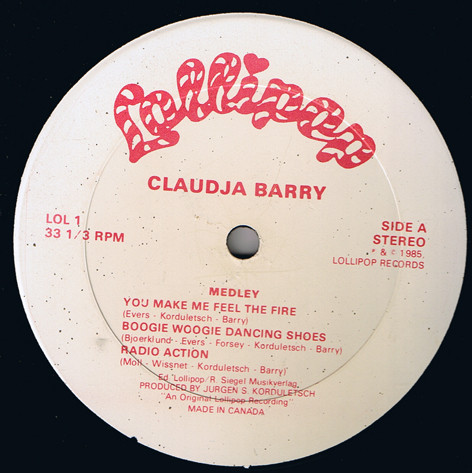 Lollipop
CLAUDJA BARRY
LOL 1
33 1/3 RPM
SIDE A
STEREO
* & © 1985
LOLLIPOP RECORDS
MEDLEY
YOU MAKE ME FEEL THE FIRE
(Evers - Korduletsch - Barry)
BOOGIE WOOGIE DANCING SHOES
(Bjoerklund - Evers - Forsey - Korduletsch - Barry)
RADIO ACTION
(Moll - Wissnet - Korduletsch - Barry)
Ed. Lollipop/R. Siegel Musikverlag
PRODUCED BY JURGEN S. KORDULETSCH
"An Original Lollipop Recording"
MADE IN CANADA